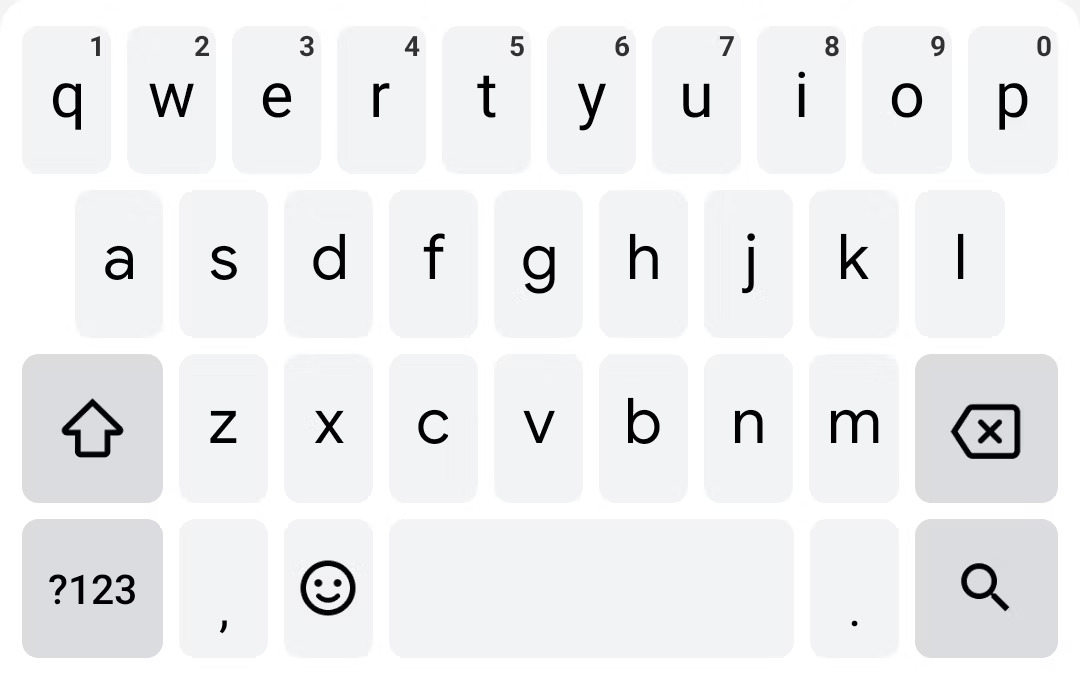 1 2 3 4 5 6 7 8 9 0
q w e r t y u i o p
a s d f g h j k l
z x c v b n m
?123 , .